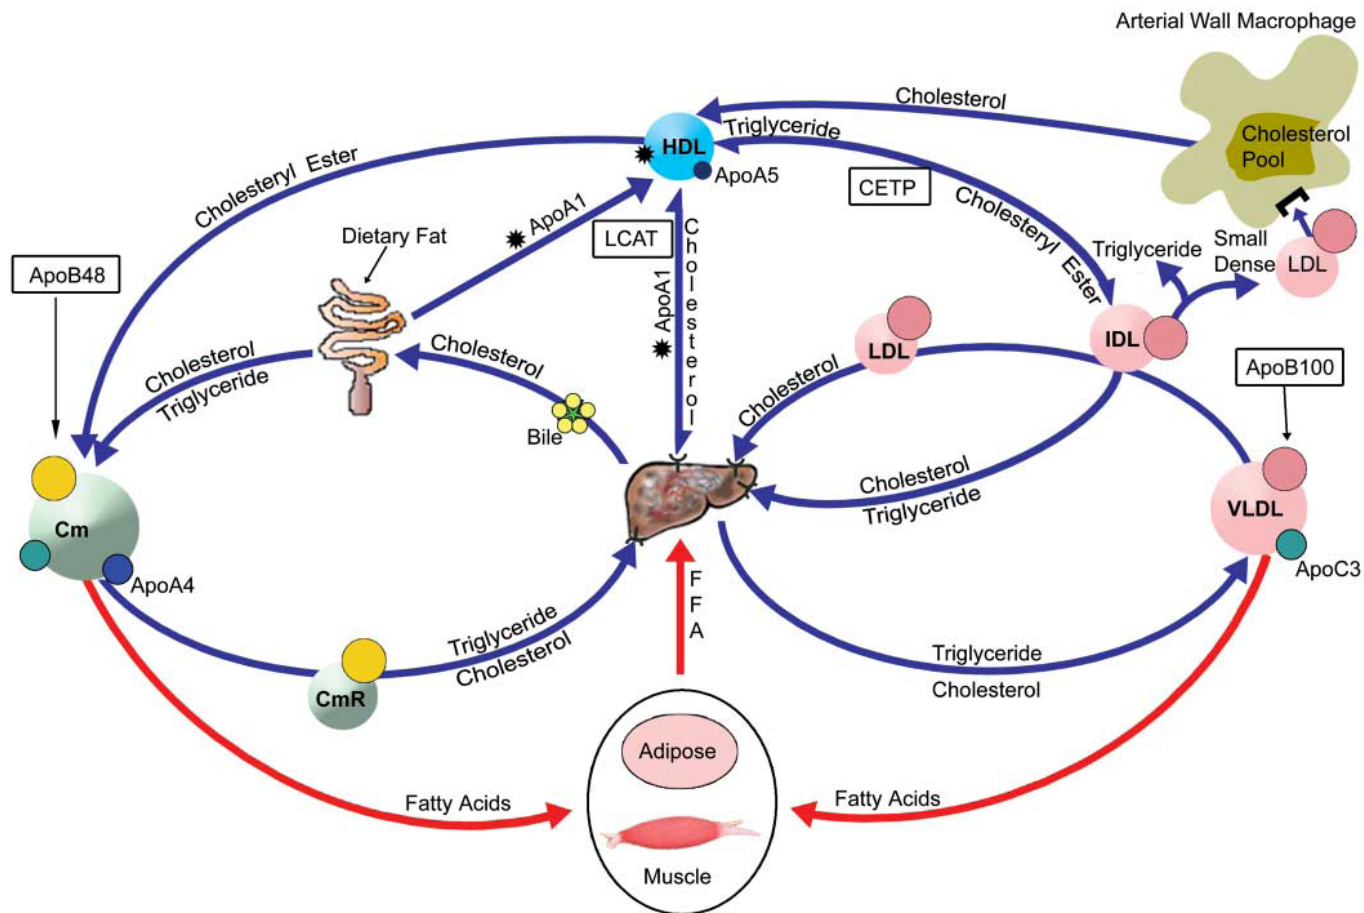 Arterial Wall Macrophage
Cholesterol
Triglyceride
HDL
ApoA5
Cholesterol
Pool
CETP
Cholesteryl Ester
Cholesteryl Ester
ApoA1
LCAT
Cholesterol
ApoA1
Dietary Fat
ApoB48
Triglyceride
Small
Dense
LDL
IDL
LDL
ApoB100
Cholesterol
Triglyceride
Cholesterol
Cholesterol
Bile
Cholesterol
Triglyceride
VLDL
ApoC3
Cm
ApoA4
FFA
Triglyceride
Cholesterol
CmR
Triglyceride
Cholesterol
Adipose
Fatty Acids
Fatty Acids
Muscle